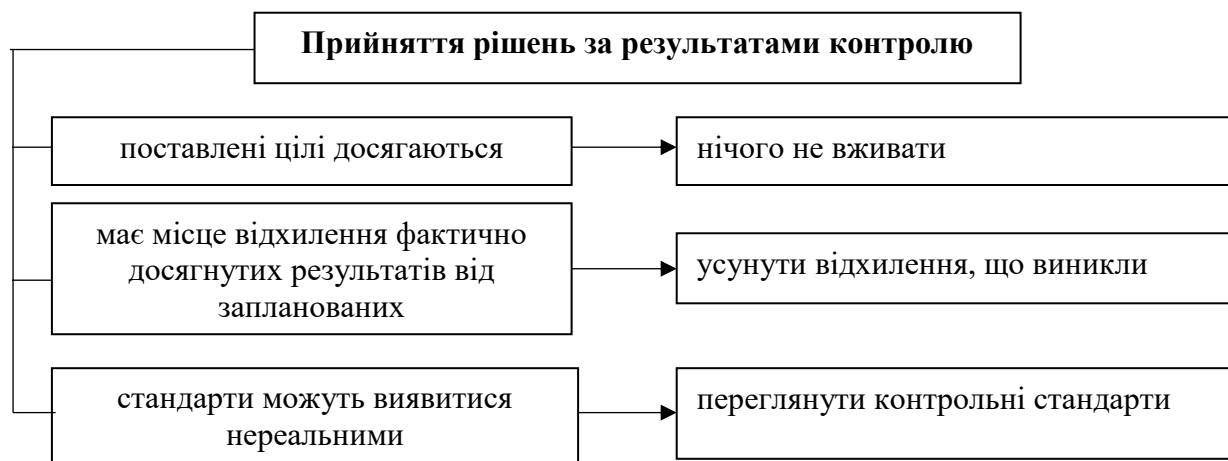 Прийняття рішень за результатами контролю
поставлені цілі досягаються
нічого не вживати
має місце відхилення фактично
досягнутих результатів від
запланованих
усунути відхилення, що виникли
стандарти можуть виявитися
нереальними
переглянути контрольні стандарти